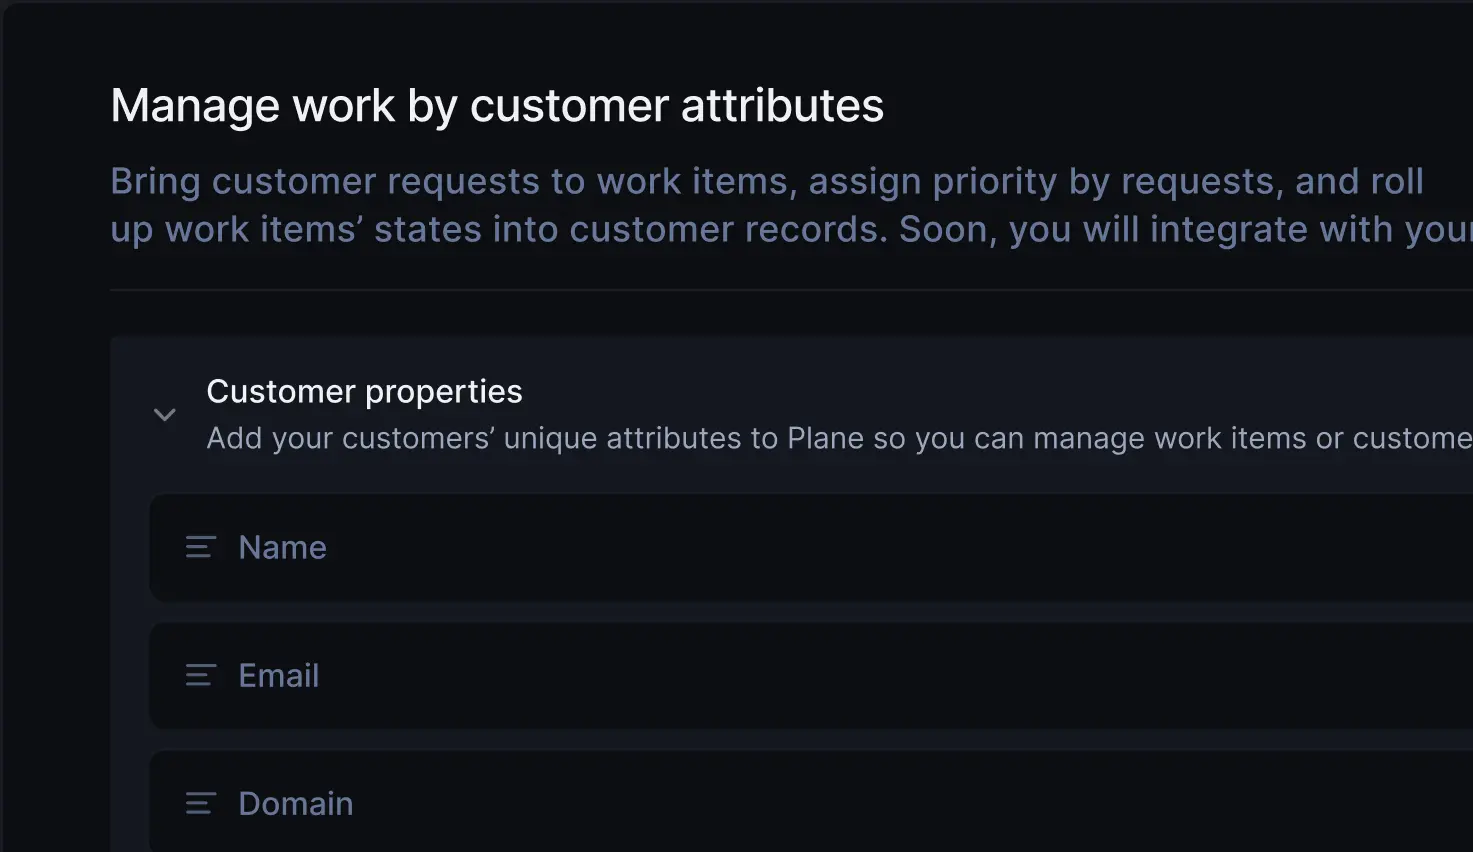 Manage work by customer attributes
Bring customer requests to work items, assign priority by requests, and roll
up work items’ states into customer records. Soon, you will integrate with your
Customer properties
Add your customers’ unique attributes to Plane so you can manage work items or custome
Name
Email
Domain